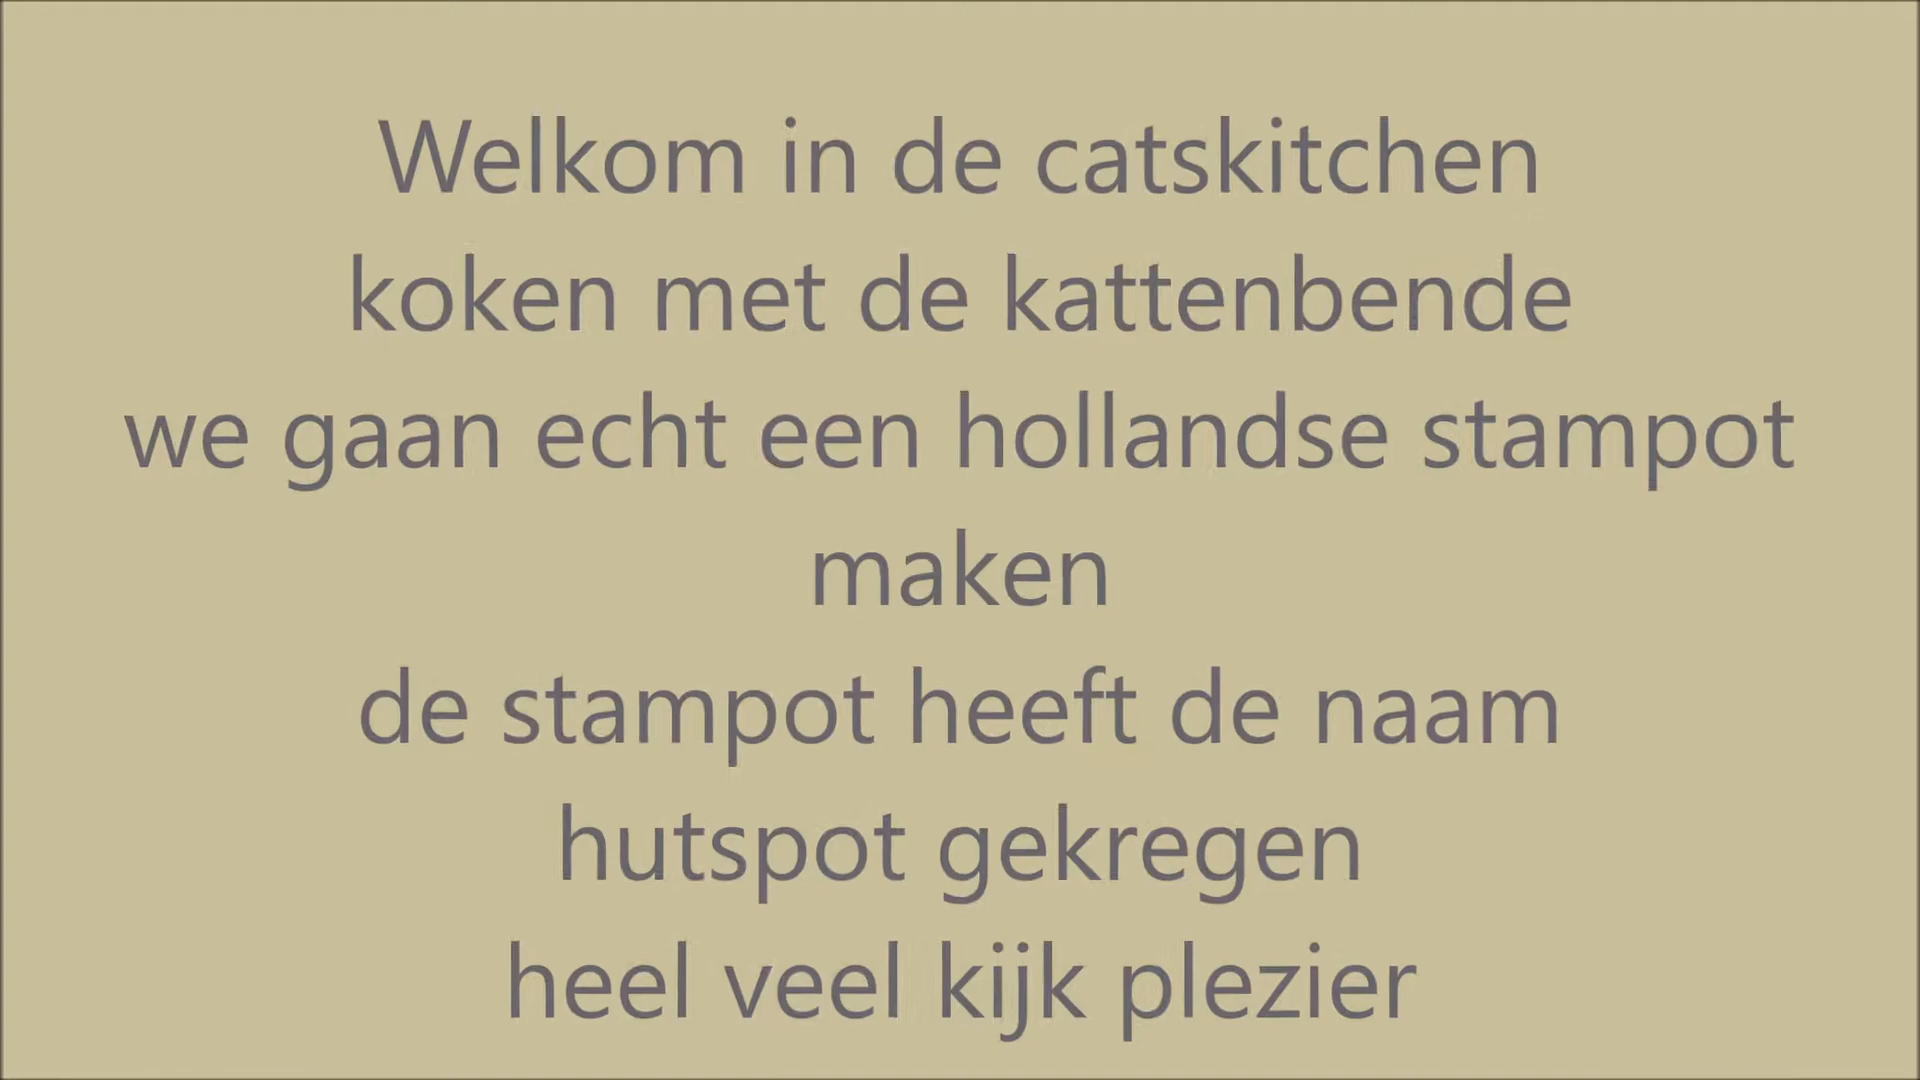 Welkom in de catskitchen
koken met de kattenbende
we gaan echt een hollandse stampot
maken
de stampot heeft de naam
hutspot gekregen
heel veel kijk plezier